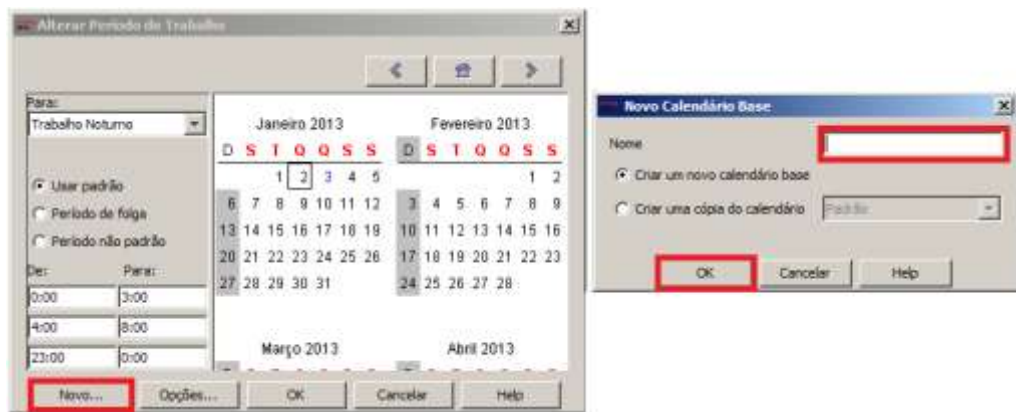 Alterar Período de Trabalho
Para:
Trabalho Noturno
Usar padrão
Período de folga
Período não padrão
De: Para:
0:00 3:00
4:00 8:00
23:00 0:00
Janeiro 2013
D S T Q Q S S
1 2 3 4 5
6 7 8 9 10 11 12
13 14 15 16 17 18 19
20 21 22 23 24 25 26
27 28 29 30 31
Fevereiro 2013
D S T Q Q S S
1 2
3 4 5 6 7 8 9
10 11 12 13 14 15 16
17 18 19 20 21 22 23
24 25 26 27 28
Março 2013
Abril 2013
Novo... Opções... OK Cancelar Help
Novo Calendário Base
Nome
Criar um novo calendário base
Criar uma cópia do calendário Padrão
OK Cancelar Help